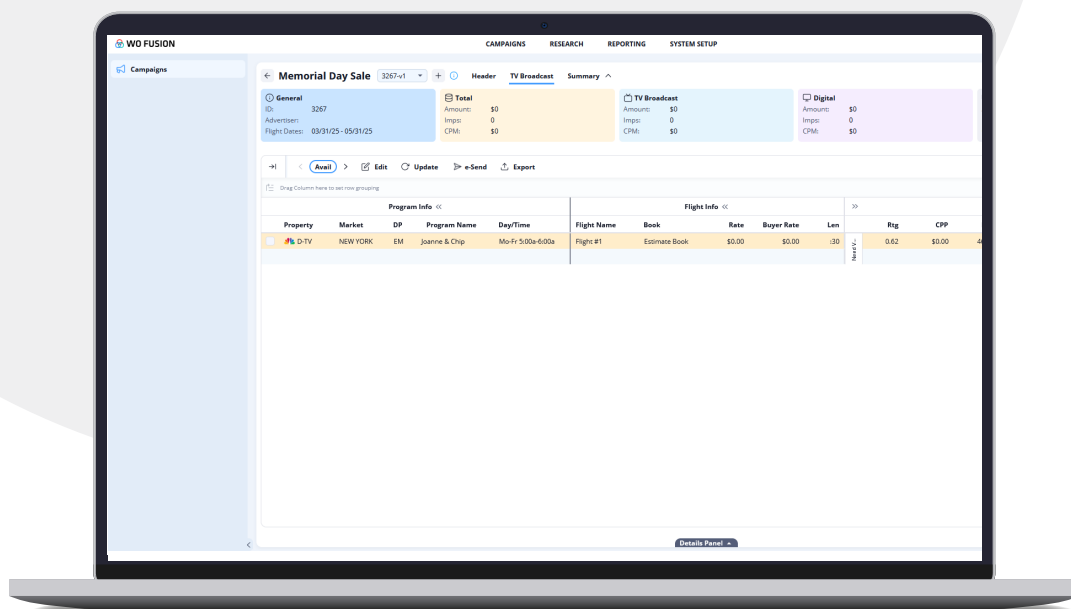 WO FUSION
CAMPAIGNS RESEARCH REPORTING SYSTEM SETUP
Campaigns
Memorial Day Sale 3267-v1 Header TV Broadcast Summary
General Total TV Broadcast Digital
ID: 3267 Amount: $0 Amount: $0 Amount: $0
Advertiser: Imps: 0 Imps: 0 Imps: 0
Flight Dates: 03/31/25 - 05/31/25 CPM: $0 CPM: $0 CPM: $0
Avail Edit Update e-Send Export
Drag Column here to set row grouping
Program Info Flight Info
Property Market DP Program Name Day/Time Flight Name Book Rate Buyer Rate Len Rtg CPP
D-TV NEW YORK EM Joanne & Chip Mo-Fr 5:00a-6:00a Flight #1 Estimate Book $0.00 $0.00 :30 Need V... 0.62 $0.00
Details Panel